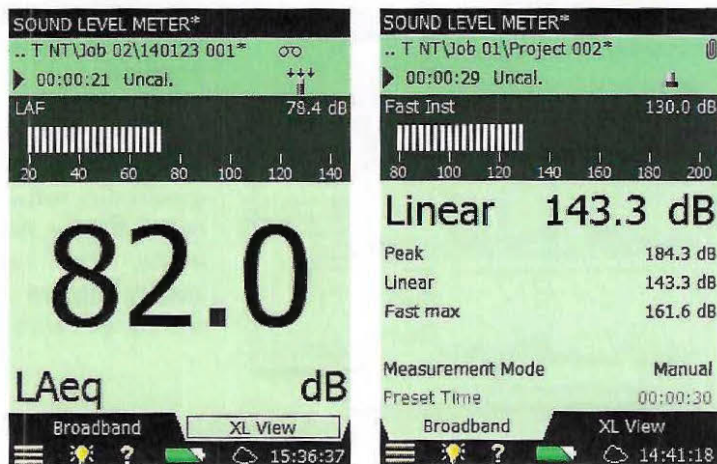 SOUND LEVEL METER*
.. T NT\Job 02\140123 001*
00:00:21 Uncal.
LAF 78.4 dB
20 40 60 80 100 120 140
82.0
LAeq dB
Broadband XL View
? 15:36:37
SOUND LEVEL METER*
.. T NT\Job 01\Project 002*
00:00:29 Uncal.
Fast Inst 130.0 dB
80 100 120 140 160 180 200
Linear 143.3 dB
Peak 184.3 dB
Linear 143.3 dB
Fast max 161.6 dB
Measurement Mode Manual
Preset Time 00:00:30
Broadband XL View
? 14:41:18